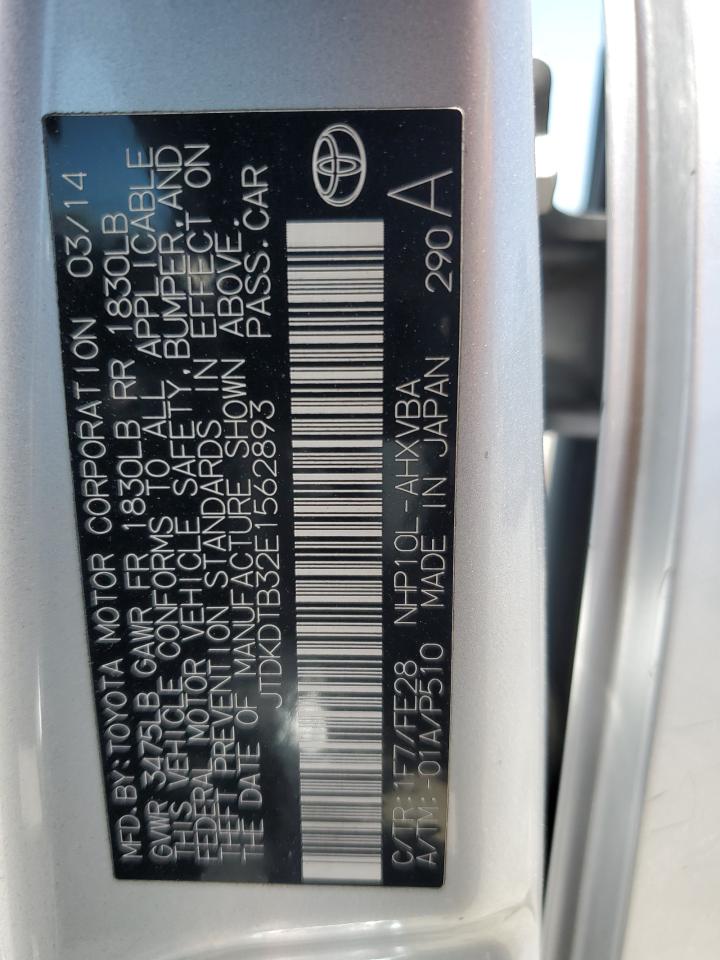 MFD. BY: TOYOTA MOTOR CORPORATION 03/14
GVWR 3475LB GAWR FR 1830LB RR 1830LB
THIS VEHICLE CONFORMS TO ALL APPLICABLE
FEDERAL MOTOR VEHICLE SAFETY, BUMPER, AND
THEFT PREVENTION STANDARDS IN EFFECT ON
THE DATE OF MANUFACTURE SHOWN ABOVE.
JTDKDTB32E1562893 PASS. CAR
C/TR: 1F7/FE28 NHP10L-AHXVBA
A/TM: -01A/P510 MADE IN JAPAN 290 A